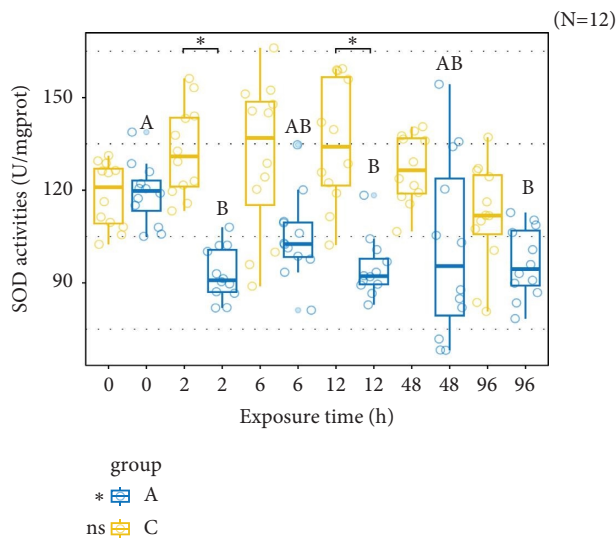 (N=12)
* *
AB
150
A
AB
120
B
B
B
90
SOD activities (U/mgprot)
0 0 2 2 6 6 12 12 48 48 96 96
Exposure time (h)
group
* A
ns C